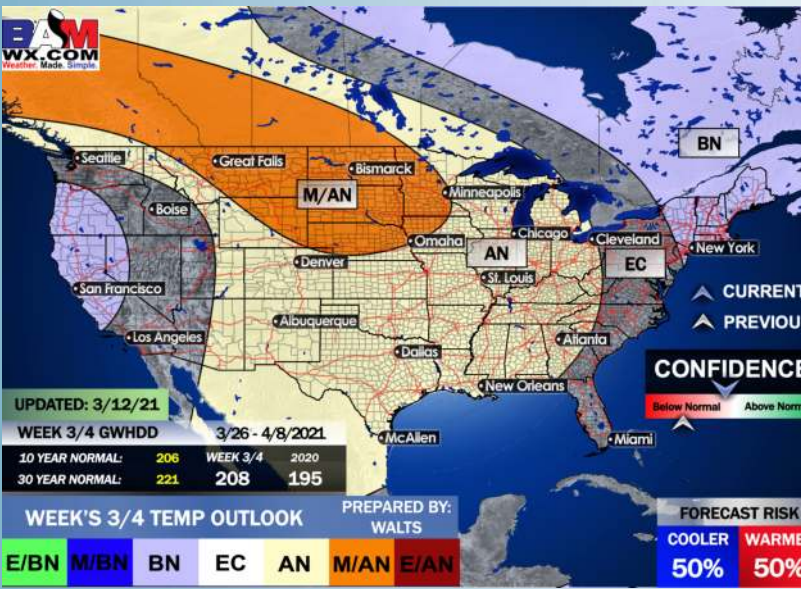 BAM
WX.COM
Weather. Made. Simple.
BN
Seattle
Great Falls
Bismarck
M/AN
Minneapolis
Boise
Omaha
AN
Chicago
Cleveland
New York
EC
Denver
St. Louis
San Francisco
CURRENT
PREVIOU
Los Angeles
Albuquerque
Atlanta
Dallas
CONFIDENCE
New Orleans
Below Normal
Above Norm
UPDATED: 3/12/21
WEEK 3/4 GWHDD 3/26 - 4/8/2021
McAllen
Miami
10 YEAR NORMAL: 206 WEEK 3/4 2020
30 YEAR NORMAL: 221 208 195
WEEK'S 3/4 TEMP OUTLOOK
PREPARED BY:
WALTS
FORECAST RISK
COOLER WARME
50% 50%
E/BN M/BN BN EC AN M/AN E/AN